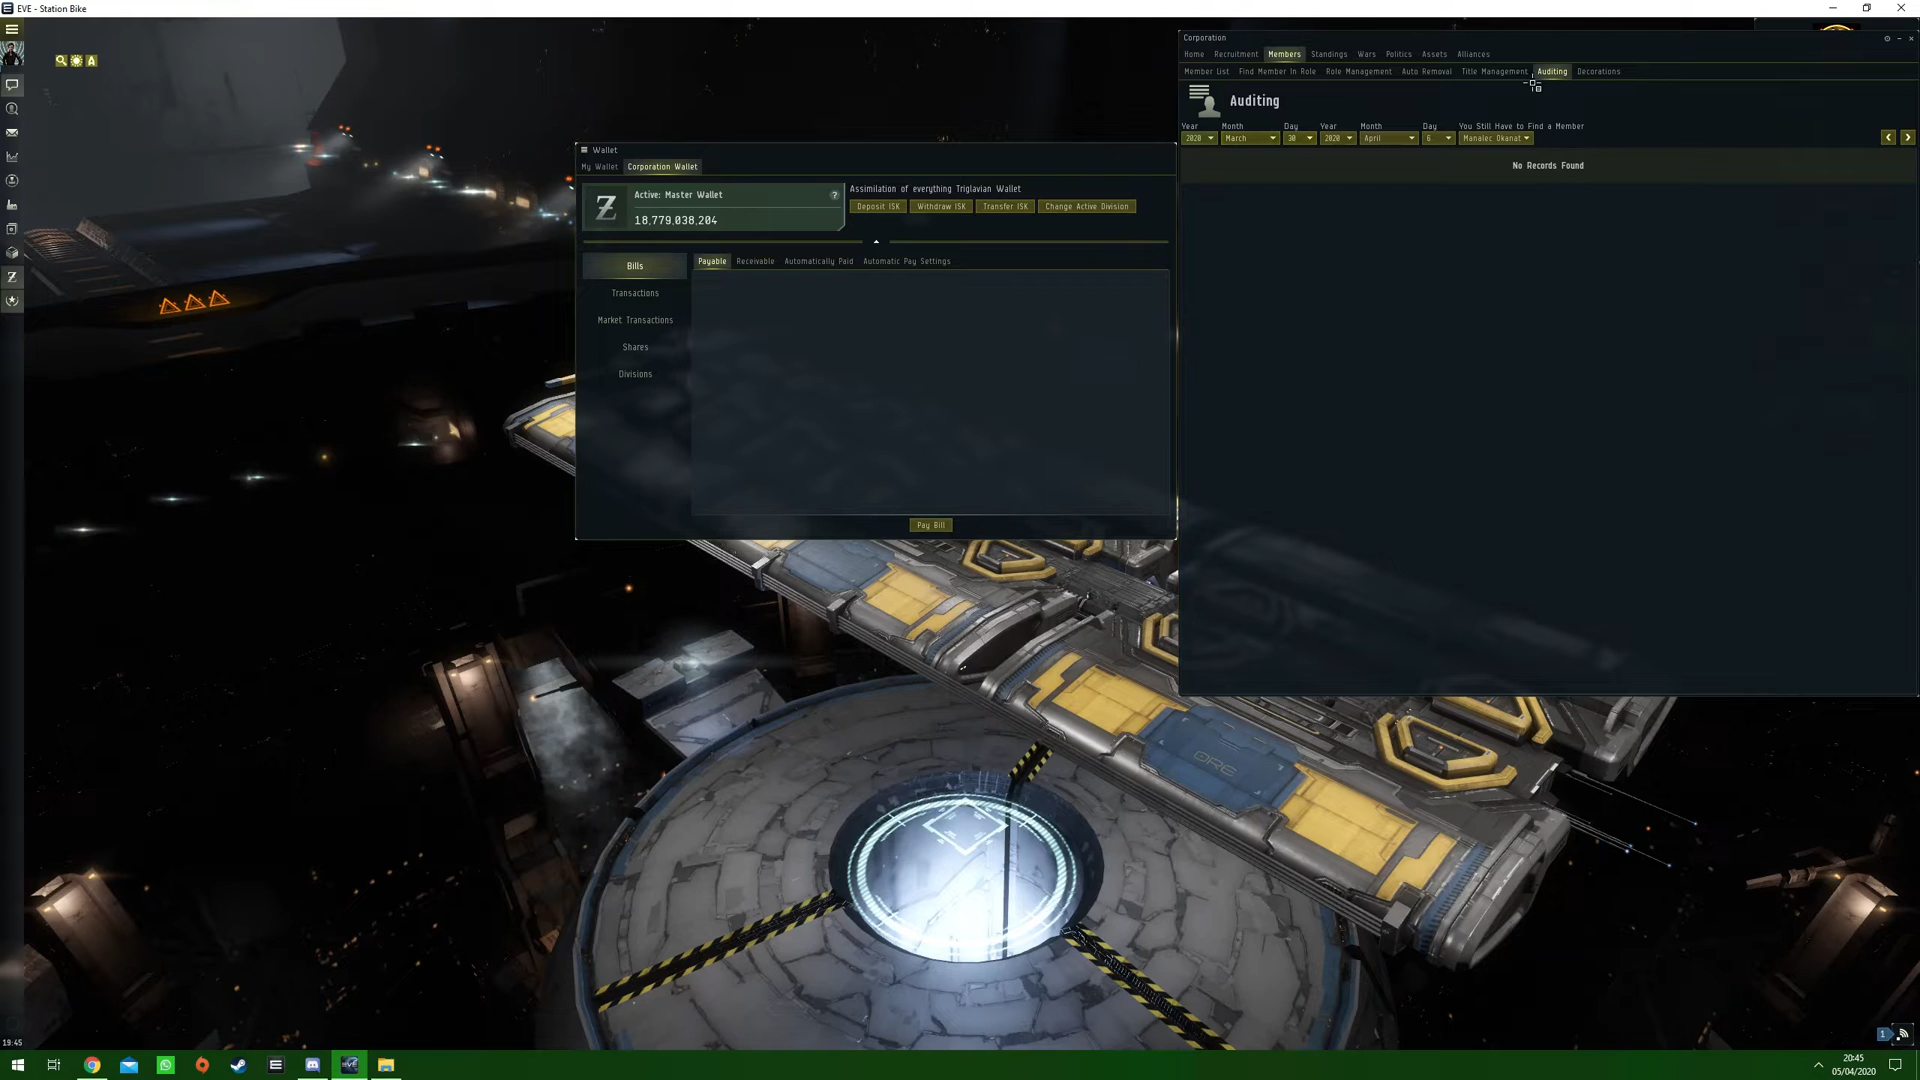 EVE - Station Bike
Corporation
Home Recruitment Members Standings Wars Politics Assets Alliances
Member List Find Member In Role Role Management Auto Removal Title Management Auditing Decorations
Auditing
Year Month Day Year Month Day You Still Have to Find a Member
2020 March 30 2020 April 6 Manalec Okanat
No Records Found
Wallet
My Wallet Corporation Wallet
Active: Master Wallet ?
18,779,038,204
Assimilation of everything Triglavian Wallet
Deposit ISK Withdraw ISK Transfer ISK Change Active Division
Bills
Transactions
Market Transactions
Shares
Divisions
Payable Receivable Automatically Paid Automatic Pay Settings
Pay Bill
ORE
A
19:45
1
20:45
05/04/2020